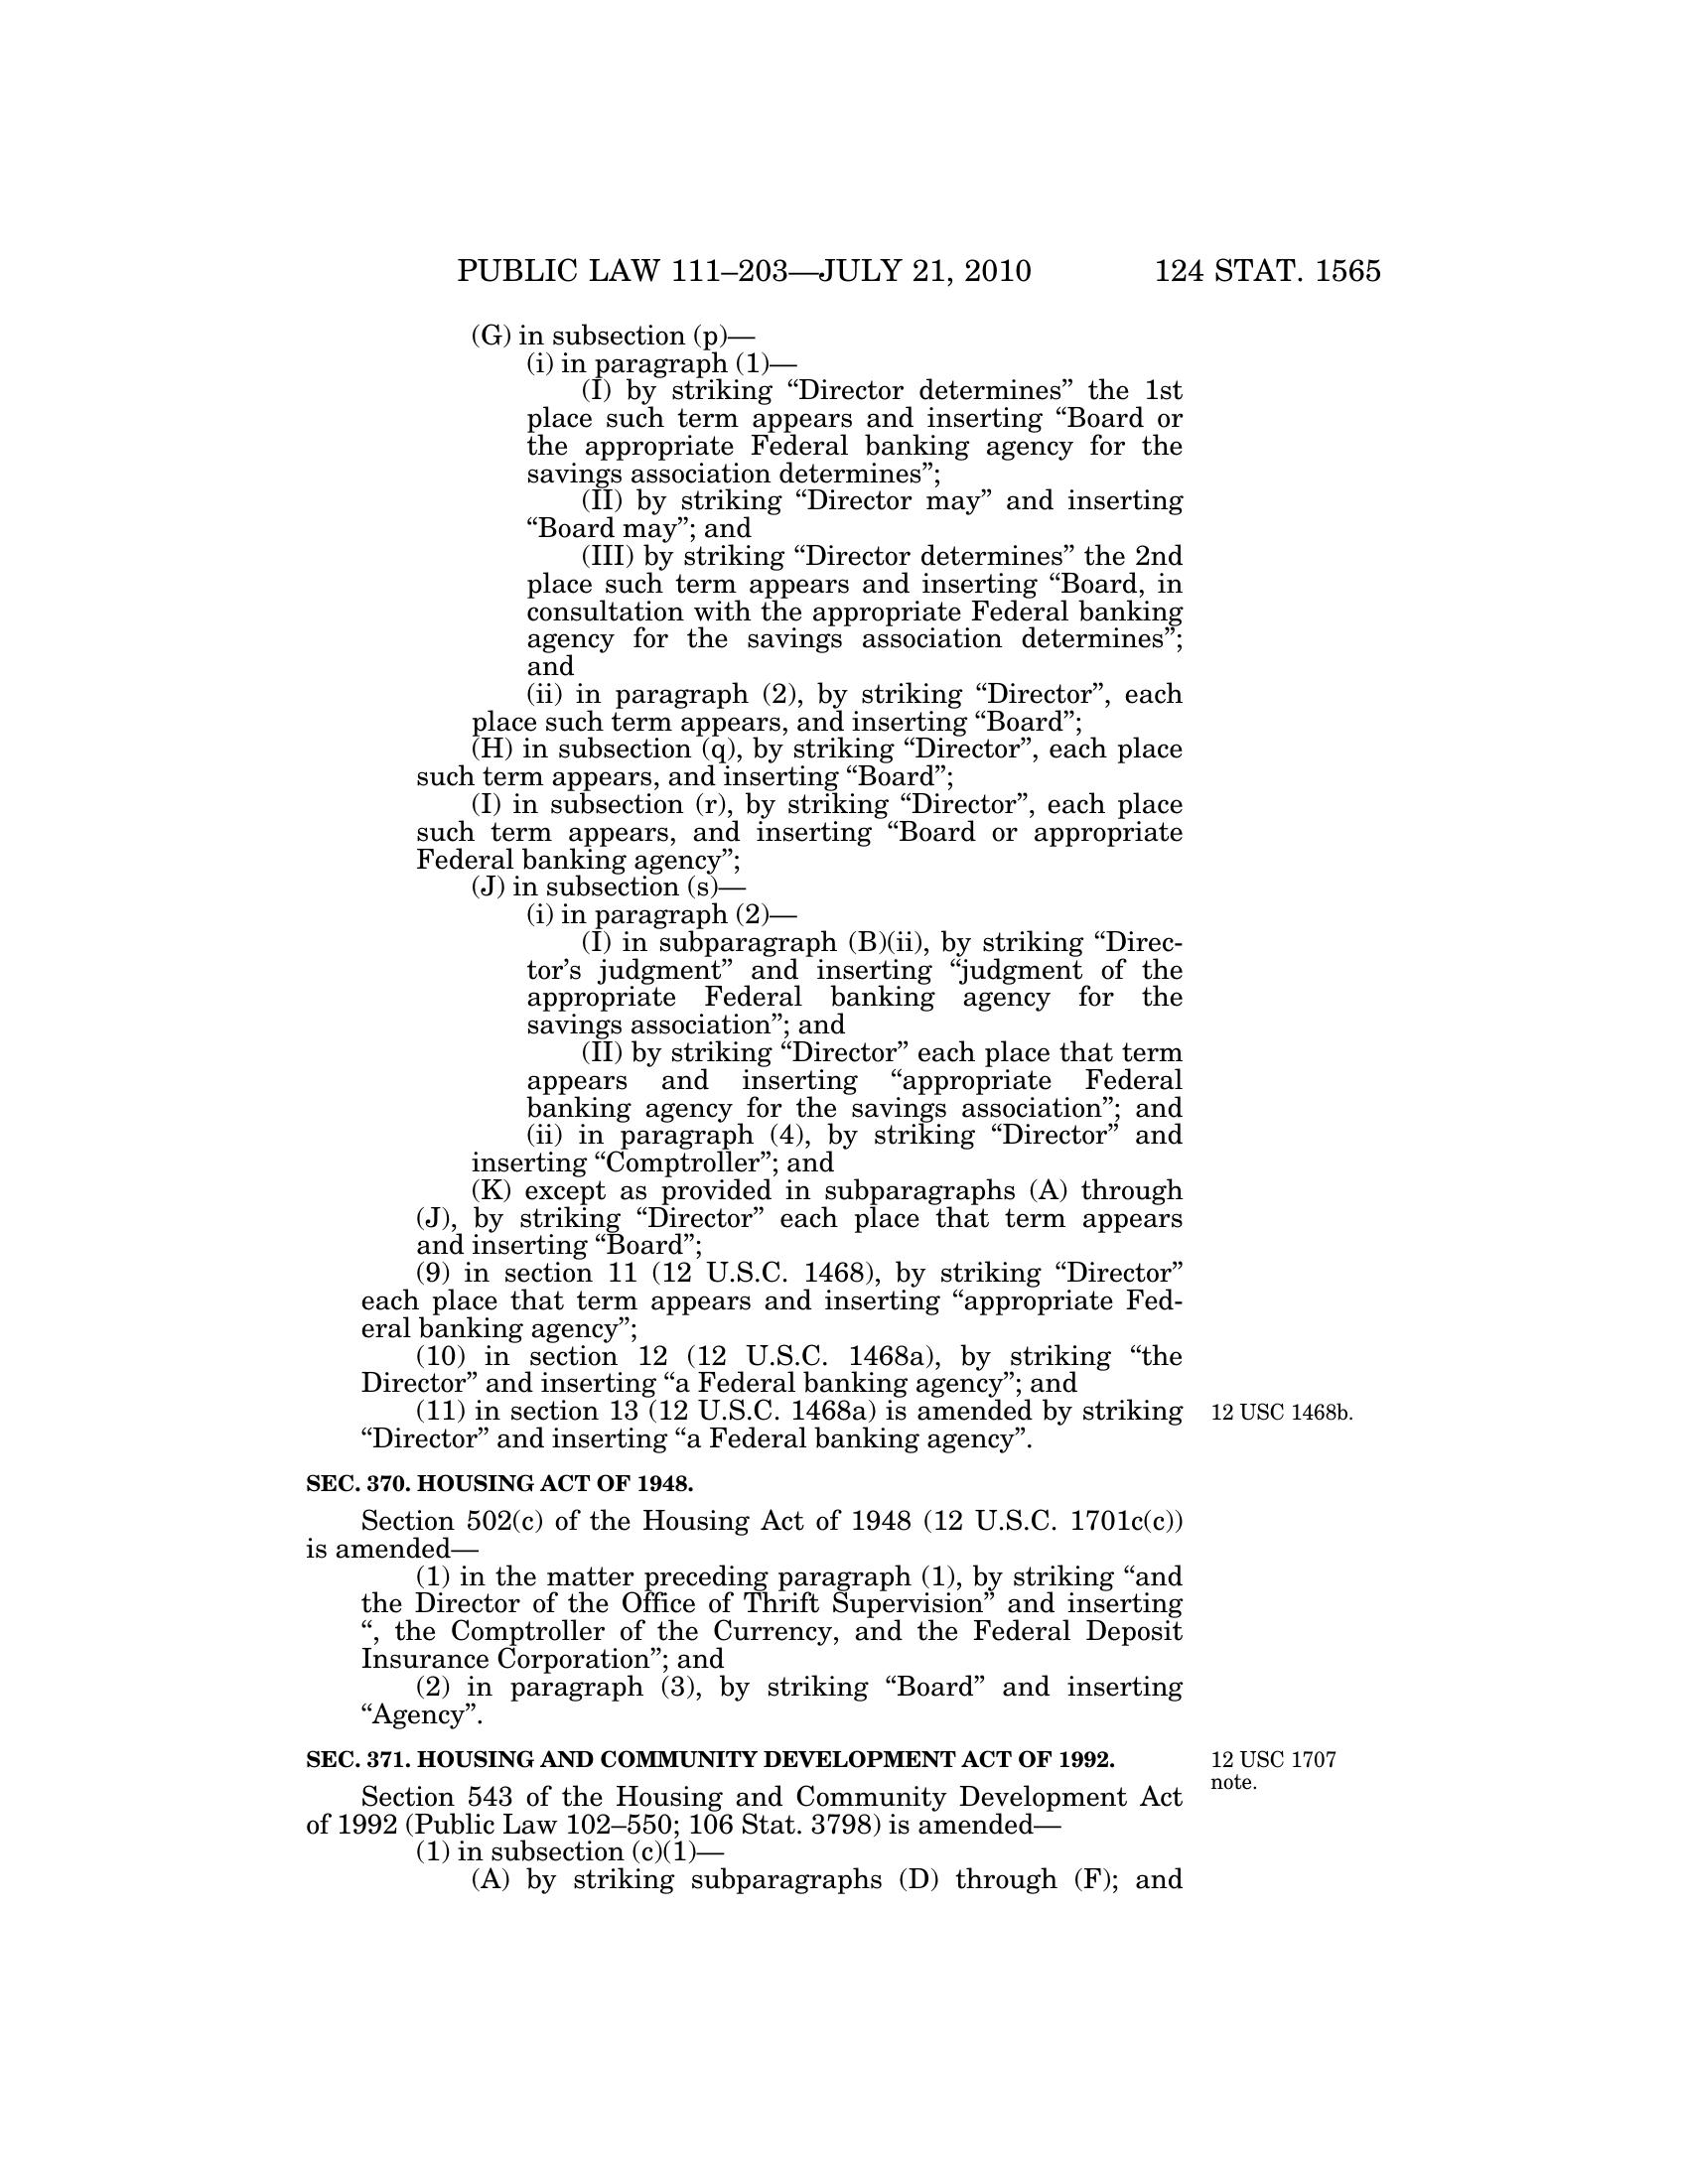 PUBLIC LAW 111–203—JULY 21, 2010 124 STAT. 1565
(G) in subsection (p)—
(i) in paragraph (1)—
(I) by striking “Director determines” the 1st
place such term appears and inserting “Board or
the appropriate Federal banking agency for the
savings association determines”;
(II) by striking “Director may” and inserting
“Board may”; and
(III) by striking “Director determines” the 2nd
place such term appears and inserting “Board, in
consultation with the appropriate Federal banking
agency for the savings association determines”;
and
(ii) in paragraph (2), by striking “Director”, each
place such term appears, and inserting “Board”;
(H) in subsection (q), by striking “Director”, each place
such term appears, and inserting “Board”;
(I) in subsection (r), by striking “Director”, each place
such term appears, and inserting “Board or appropriate
Federal banking agency”;
(J) in subsection (s)—
(i) in paragraph (2)—
(I) in subparagraph (B)(ii), by striking “Direc-
tor’s judgment” and inserting “judgment of the
appropriate Federal banking agency for the
savings association”; and
(II) by striking “Director” each place that term
appears and inserting “appropriate Federal
banking agency for the savings association”; and
(ii) in paragraph (4), by striking “Director” and
inserting “Comptroller”; and
(K) except as provided in subparagraphs (A) through
(J), by striking “Director” each place that term appears
and inserting “Board”;
(9) in section 11 (12 U.S.C. 1468), by striking “Director”
each place that term appears and inserting “appropriate Fed-
eral banking agency”;
(10) in section 12 (12 U.S.C. 1468a), by striking “the
Director” and inserting “a Federal banking agency”; and
(11) in section 13 (12 U.S.C. 1468a) is amended by striking
“Director” and inserting “a Federal banking agency”.
12 USC 1468b.
SEC. 370. HOUSING ACT OF 1948.
Section 502(c) of the Housing Act of 1948 (12 U.S.C. 1701c(c))
is amended—
(1) in the matter preceding paragraph (1), by striking “and
the Director of the Office of Thrift Supervision” and inserting
“, the Comptroller of the Currency, and the Federal Deposit
Insurance Corporation”; and
(2) in paragraph (3), by striking “Board” and inserting
“Agency”.
SEC. 371. HOUSING AND COMMUNITY DEVELOPMENT ACT OF 1992.
12 USC 1707
note.
Section 543 of the Housing and Community Development Act
of 1992 (Public Law 102–550; 106 Stat. 3798) is amended—
(1) in subsection (c)(1)—
(A) by striking subparagraphs (D) through (F); and